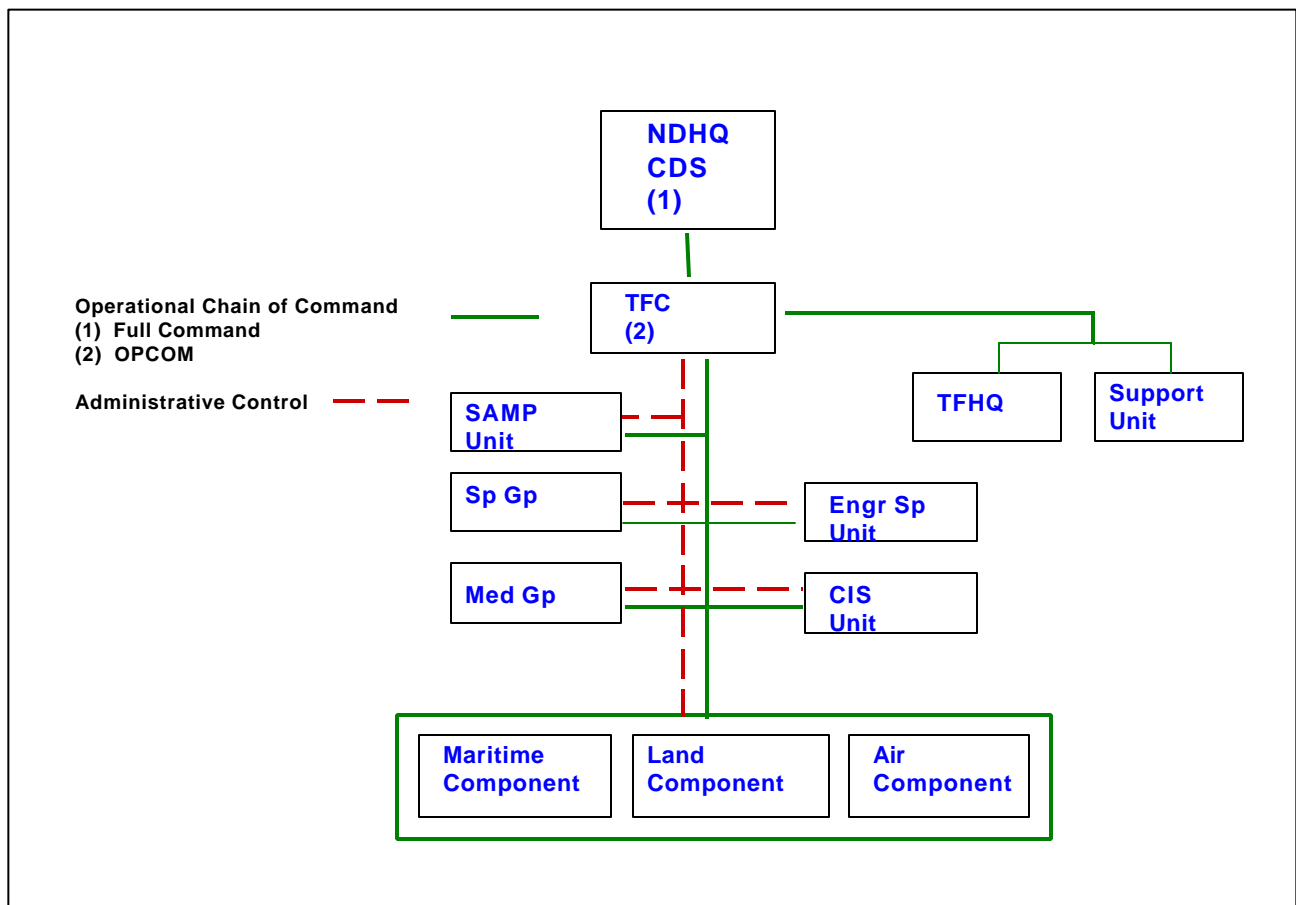 NDHQ
CDS
(1)
TFC
(2)
Operational Chain of Command
(1) Full Command
(2) OPCOM
Administrative Control
TFHQ
Support
Unit
SAMP
Unit
Sp Gp
Engr Sp
Unit
Med Gp
CIS
Unit
Maritime
Component
Land
Component
Air
Component